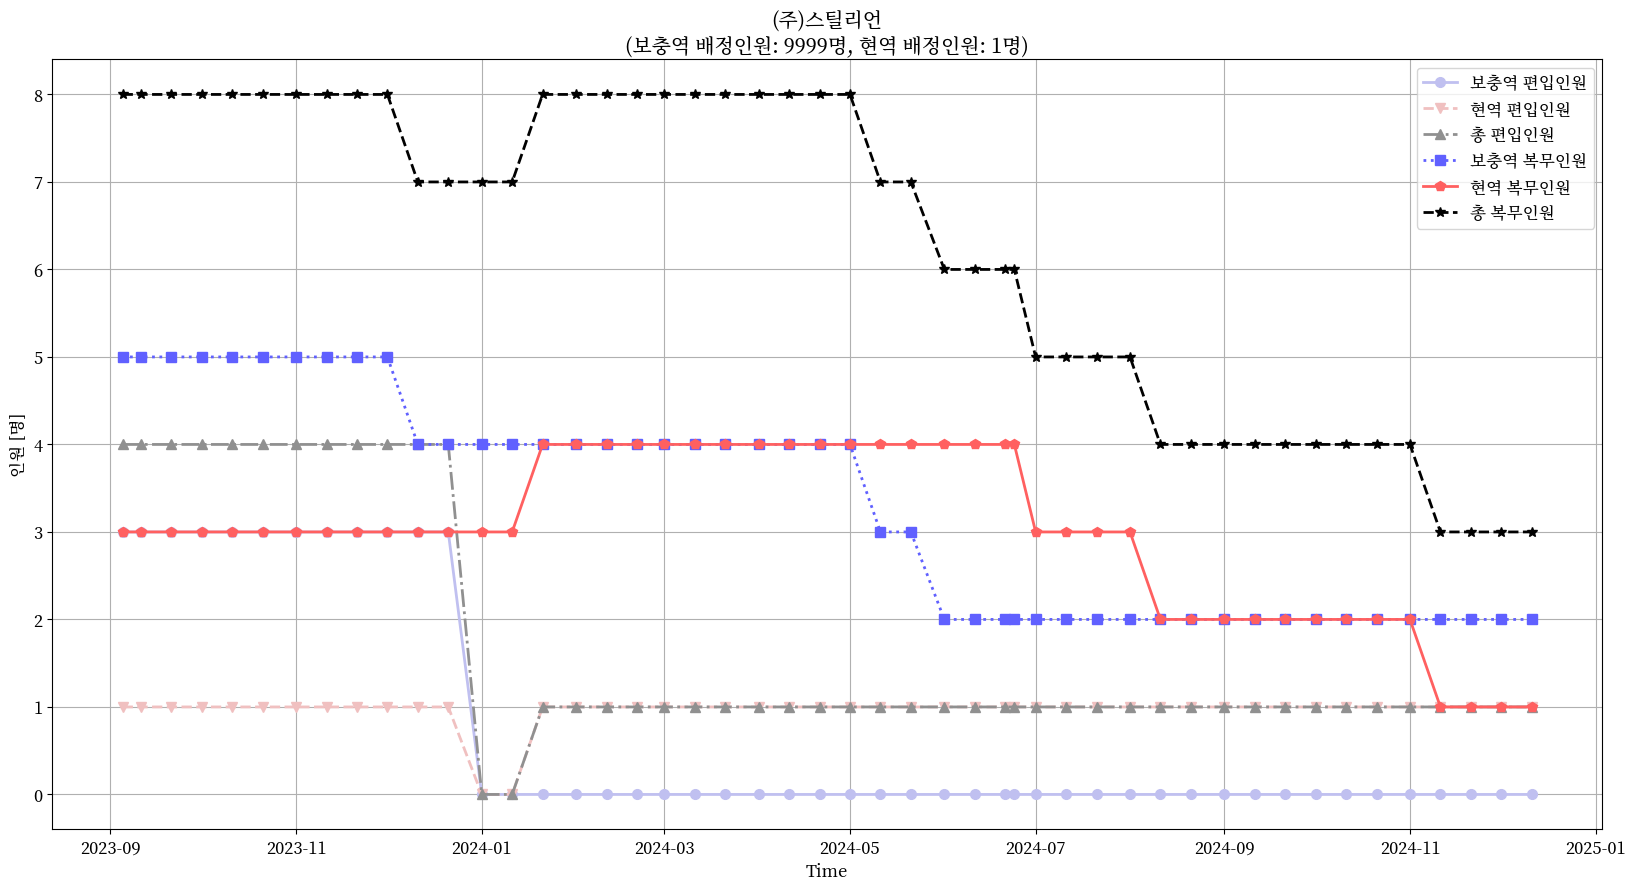 (주)스틸리언
(보충역 배정인원: 9999명, 현역 배정인원: 1명)
보충역 편입인원
현역 편입인원
총 편입인원
보충역 복무인원
현역 복무인원
총 복무인원
인원 [명]
8
7
6
5
4
3
2
1
0
2023-09
2023-11
2024-01
2024-03
2024-05
2024-07
2024-09
2024-11
2025-01
Time